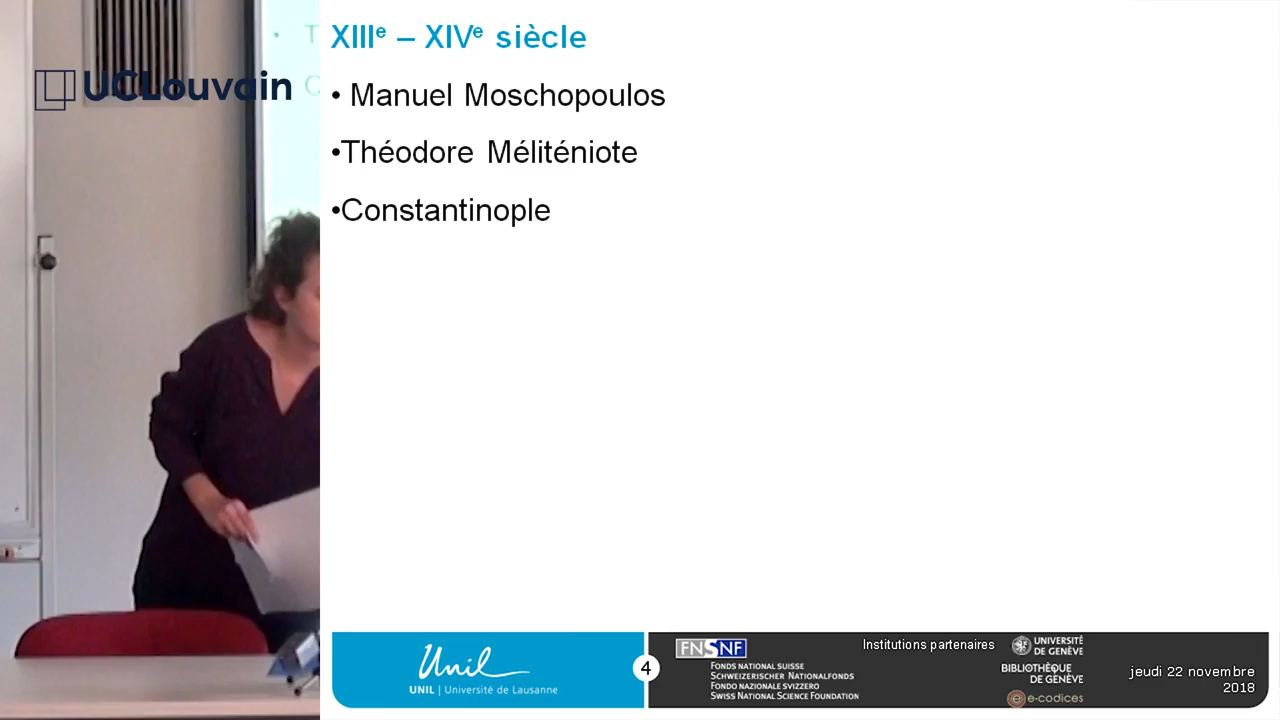 UCLouvain
XIIIe – XIVe siècle
• Manuel Moschopoulos
•Théodore Méliténiote
•Constantinople
Unil
UNIL | Université de Lausanne
4
FNSNF
FONDS NATIONAL SUISSE
SCHWEIZERISCHER NATIONALFONDS
FONDO NAZIONALE SVIZZERO
SWISS NATIONAL SCIENCE FOUNDATION
Institutions partenaires
UNIVERSITÉ
DE GENÈVE
BIBLIOTHÈQUE
DE GENÈVE
e-codices
jeudi 22 novembre
2018